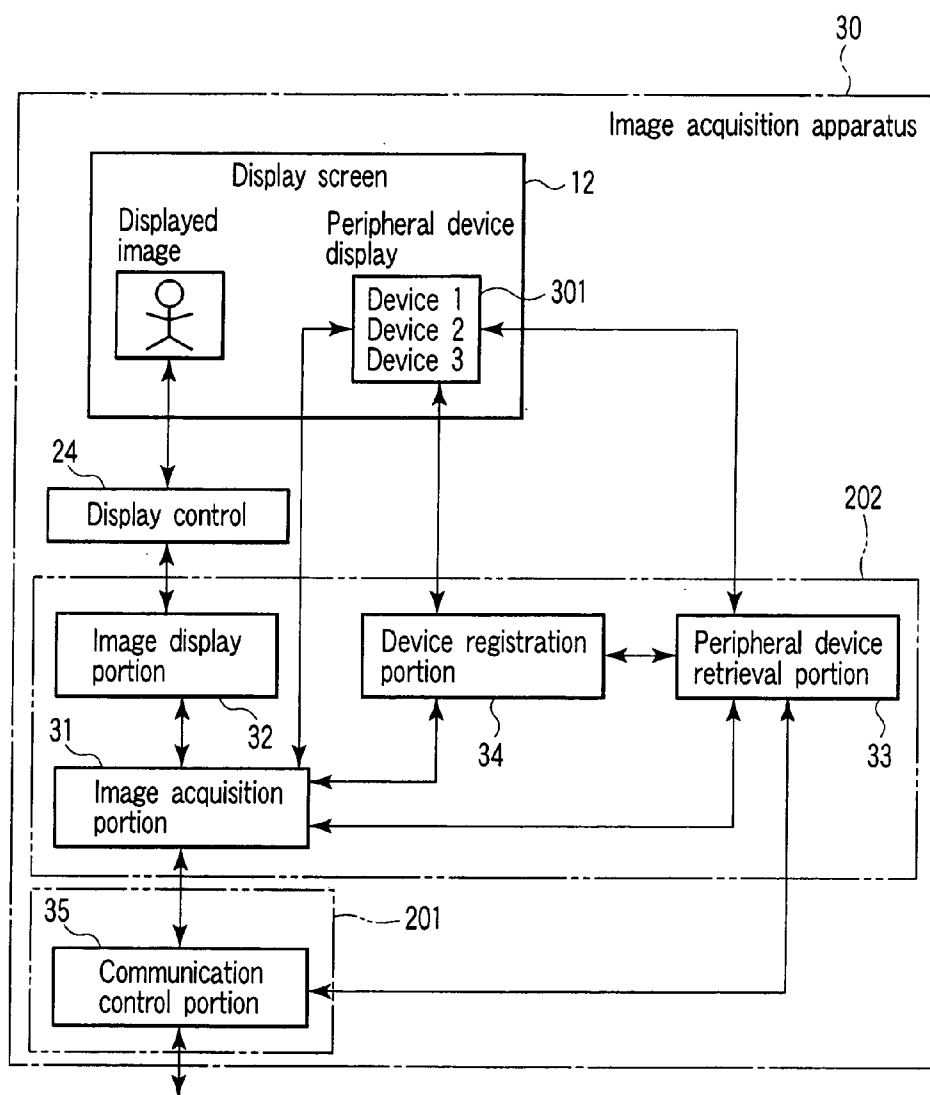 30
Image acquisition apparatus
Display screen
12
Displayed
image
Peripheral device
display
301
Device 1
Device 2
Device 3
24
Display control
202
Image display
portion
32
Device registration
portion
34
Peripheral device
retrieval portion
33
31
Image acquisition
portion
201
35
Communication
control portion